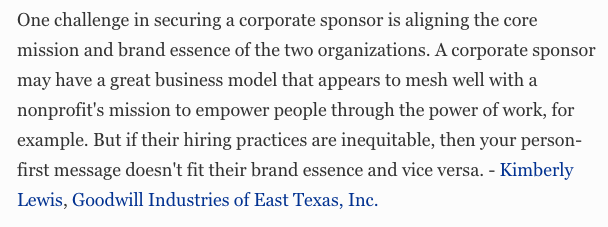 One challenge in securing a corporate sponsor is aligning the core
mission and brand essence of the two organizations. A corporate sponsor
may have a great business model that appears to mesh well with a
nonprofit's mission to empower people through the power of work, for
example. But if their hiring practices are inequitable, then your person-
first message doesn't fit their brand essence and vice versa. - Kimberly
Lewis, Goodwill Industries of East Texas, Inc.